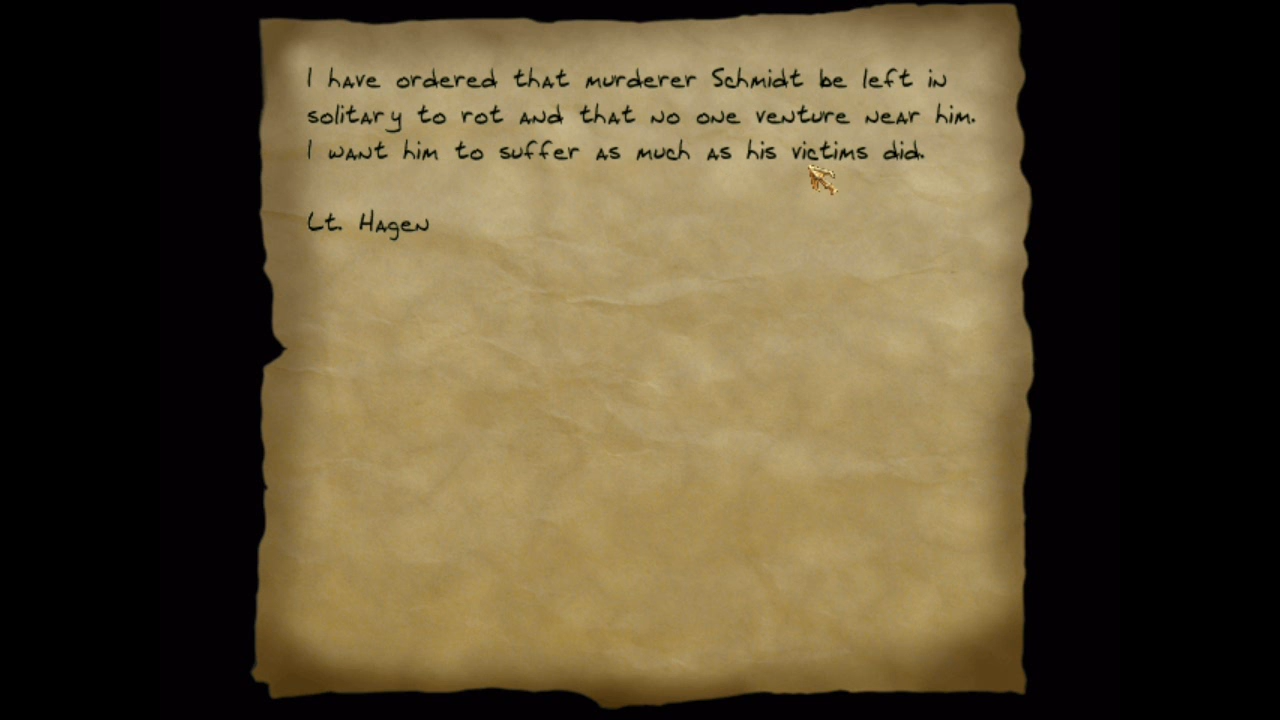 I have ordered that murderer Schmidt be left in
solitary to rot and that no one venture near him.
I want him to suffer as much as his victims did.
Lt. Hagen